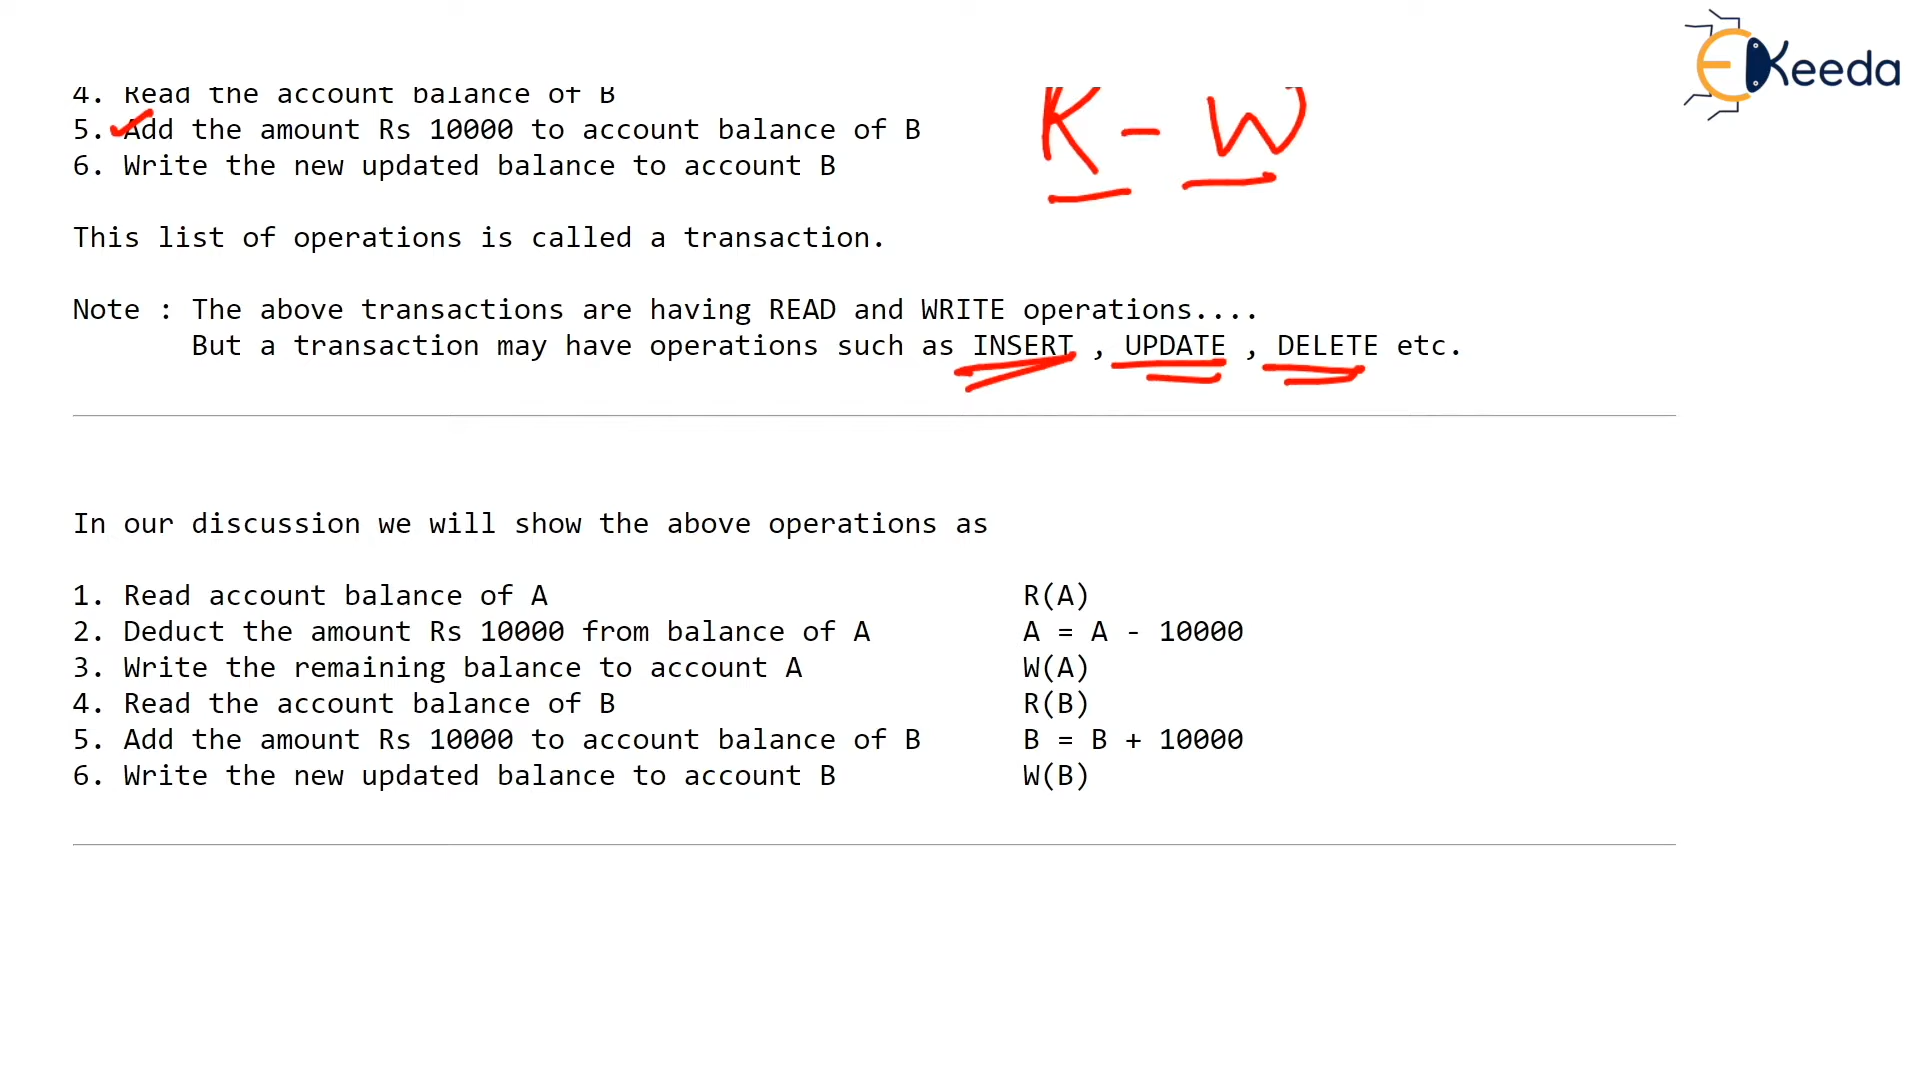 Keeda
4. Read the account balance of B
5. Add the amount Rs 10000 to account balance of B
R - W
6. Write the new updated balance to account B
This list of operations is called a transaction.
Note : The above transactions are having READ and WRITE operations....
But a transaction may have operations such as INSERT , UPDATE , DELETE etc.
In our discussion we will show the above operations as
1. Read account balance of A R(A)
2. Deduct the amount Rs 10000 from balance of A A = A - 10000
3. Write the remaining balance to account A W(A)
4. Read the account balance of B R(B)
5. Add the amount Rs 10000 to account balance of B B = B + 10000
6. Write the new updated balance to account B W(B)